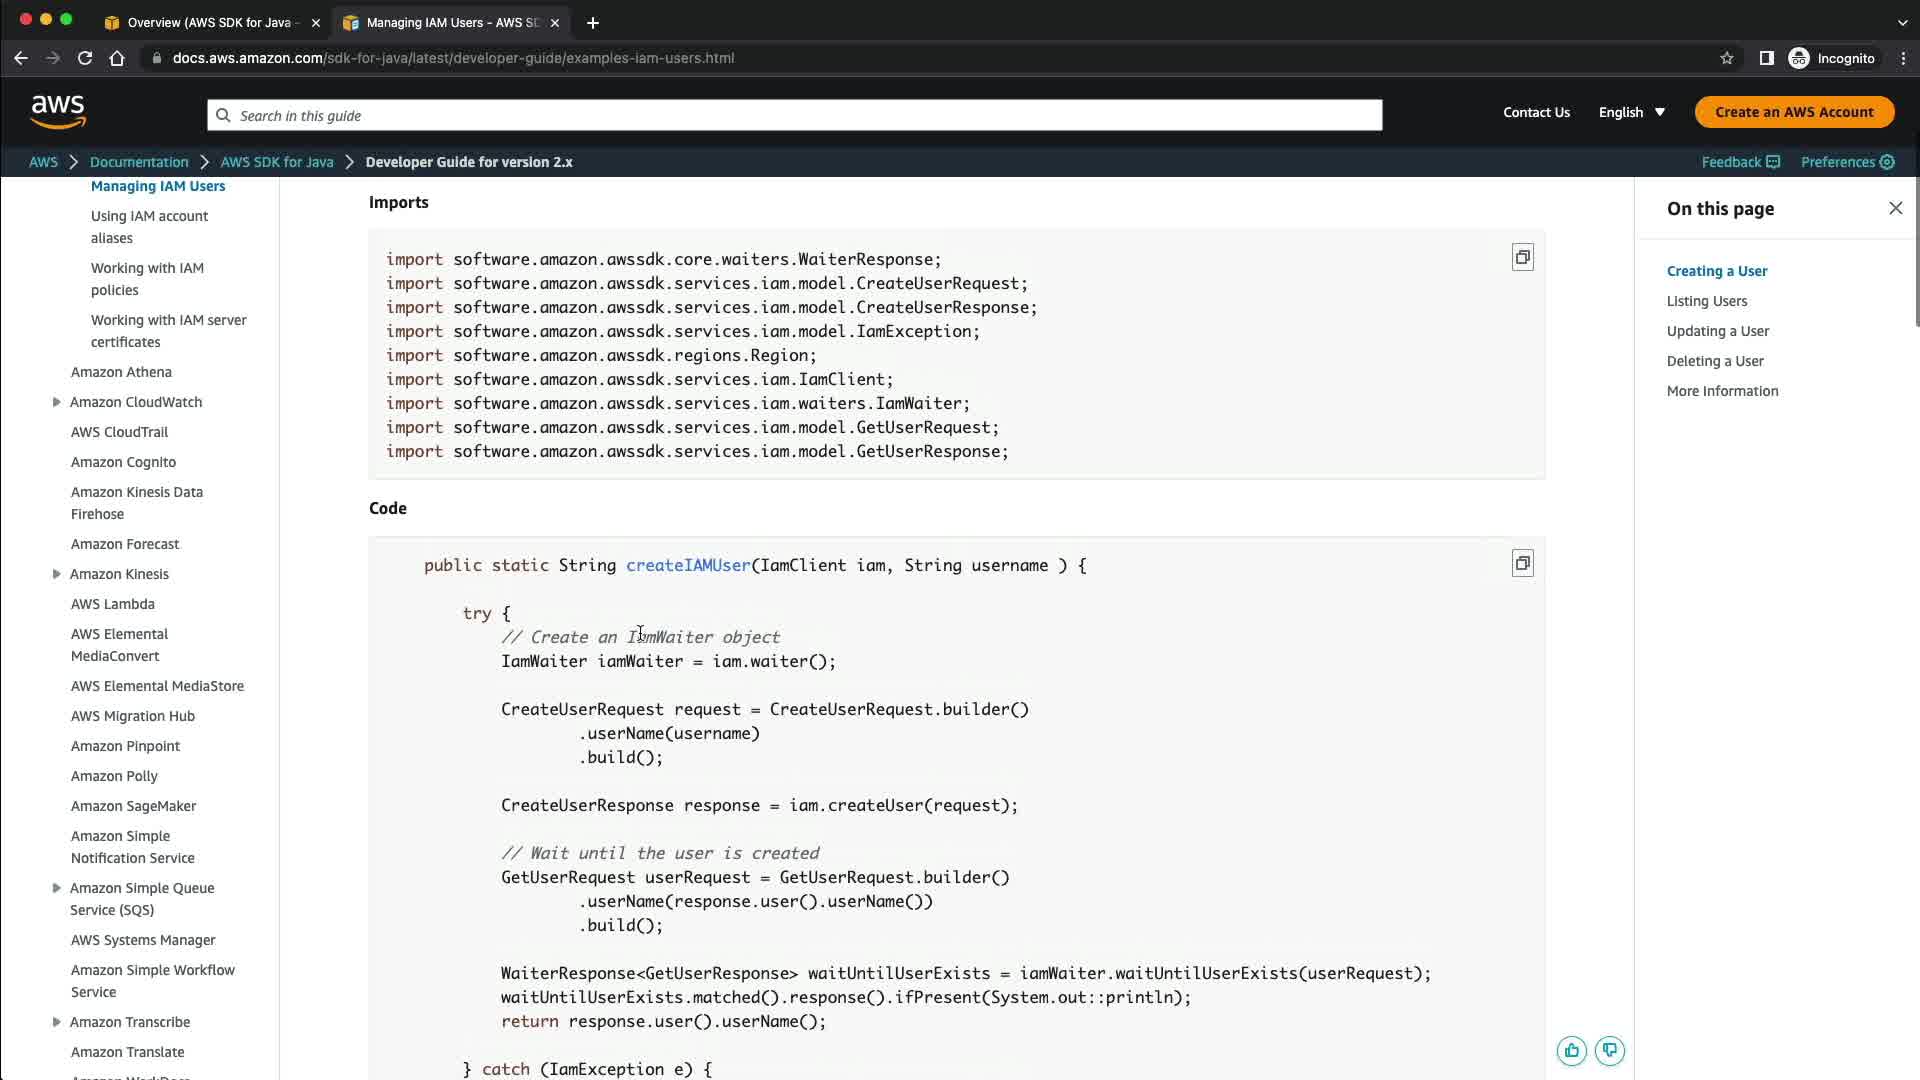 Overview (AWS SDK for Java -
Managing IAM Users - AWS SD
docs.aws.amazon.com/sdk-for-java/latest/developer-guide/examples-iam-users.html
Incognito
aws
Search in this guide
Contact Us
English
Create an AWS Account
AWS
Documentation
AWS SDK for Java
Developer Guide for version 2.x
Feedback
Preferences
Managing IAM Users
Using IAM account
aliases
Working with IAM
policies
Working with IAM server
certificates
Amazon Athena
Amazon CloudWatch
AWS CloudTrail
Amazon Cognito
Amazon Kinesis Data
Firehose
Amazon Forecast
Amazon Kinesis
AWS Lambda
AWS Elemental
MediaConvert
AWS Elemental MediaStore
AWS Migration Hub
Amazon Pinpoint
Amazon Polly
Amazon SageMaker
Amazon Simple
Notification Service
Amazon Simple Queue
Service (SQS)
AWS Systems Manager
Amazon Simple Workflow
Service
Amazon Transcribe
Amazon Translate
Amazon WorkDocs
Imports
import software.amazon.awssdk.core.waiters.WaiterResponse;
import software.amazon.awssdk.services.iam.model.CreateUserRequest;
import software.amazon.awssdk.services.iam.model.CreateUserResponse;
import software.amazon.awssdk.services.iam.model.IamException;
import software.amazon.awssdk.regions.Region;
import software.amazon.awssdk.services.iam.IamClient;
import software.amazon.awssdk.services.iam.waiters.IamWaiter;
import software.amazon.awssdk.services.iam.model.GetUserRequest;
import software.amazon.awssdk.services.iam.model.GetUserResponse;
Code
public static String createIAMUser(IamClient iam, String username ) {
try {
// Create an IamWaiter object
IamWaiter iamWaiter = iam.waiter();
CreateUserRequest request = CreateUserRequest.builder()
.userName(username)
.build();
CreateUserResponse response = iam.createUser(request);
// Wait until the user is created
GetUserRequest userRequest = GetUserRequest.builder()
.userName(response.user().userName())
.build();
WaiterResponse<GetUserResponse> waitUntilUserExists = iamWaiter.waitUntilUserExists(userRequest);
waitUntilUserExists.matched().response().ifPresent(System.out::println);
return response.user().userName();
} catch (IamException e) {
On this page
Creating a User
Listing Users
Updating a User
Deleting a User
More Information